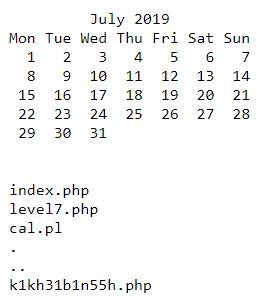 July 2019
Mon Tue Wed Thu Fri Sat Sun
1 2 3 4 5 6 7
8 9 10 11 12 13 14
15 16 17 18 19 20 21
22 23 24 25 26 27 28
29 30 31
index.php
level7.php
cal.pl
.
..
k1kh31b1n55h.php